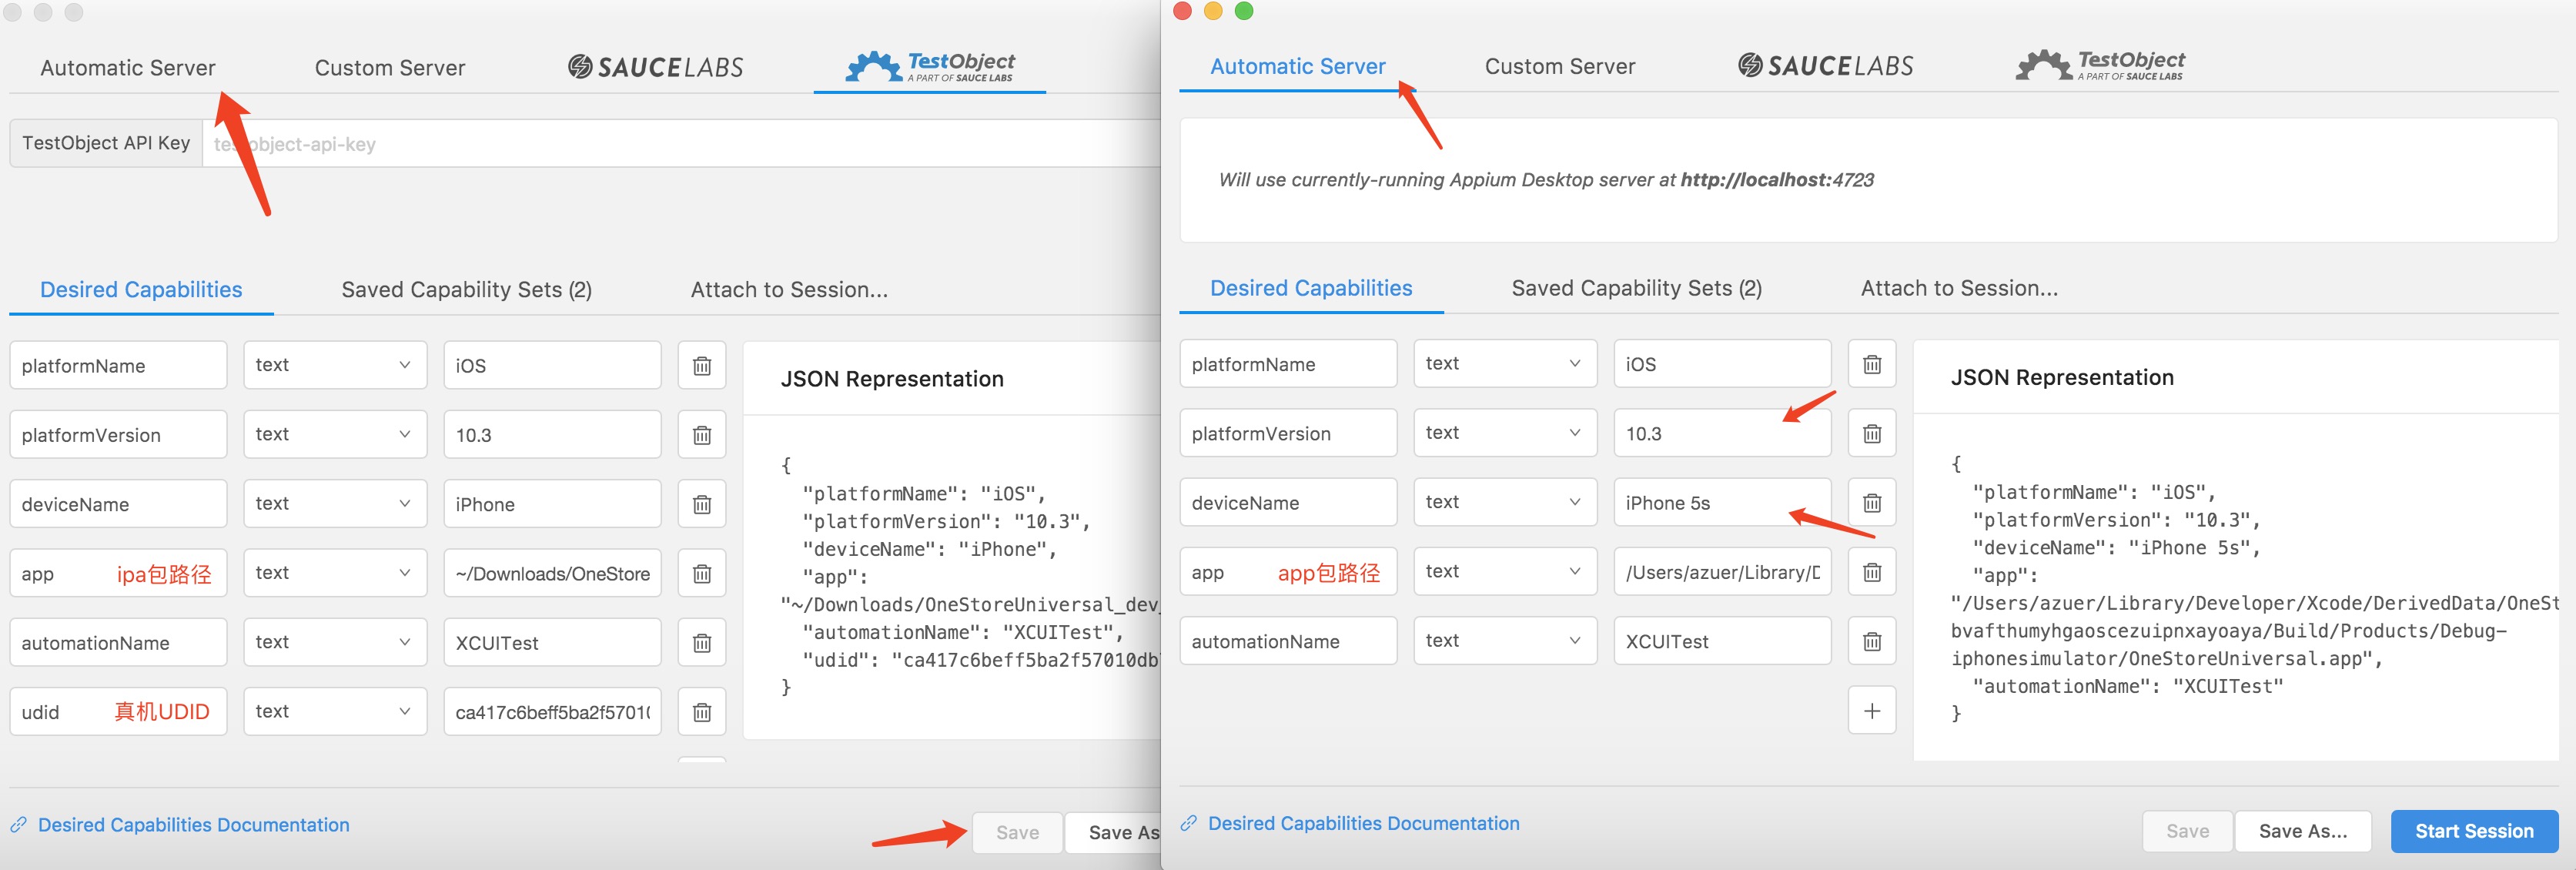 Automatic Server
Custom Server
SAUCELABS
TestObject
A PART OF SAUCE LABS
TestObject API Key
testobject-api-key
Desired Capabilities
Saved Capability Sets (2)
Attach to Session...
platformName
text
iOS
platformVersion
text
10.3
deviceName
text
iPhone
app
ipa包路径
text
~/Downloads/OneStore
automationName
text
XCUITest
udid
真机UDID
text
ca417c6beff5ba2f5701
JSON Representation
{
"platformName": "iOS",
"platformVersion": "10.3",
"deviceName": "iPhone",
"app":
"~/Downloads/OneStoreUniversal_dev
"automationName": "XCUITest",
"udid": "ca417c6beff5ba2f57010db
}
Desired Capabilities Documentation
Save
Save As
Automatic Server
Custom Server
SAUCELABS
TestObject
A PART OF SAUCE LABS
Will use currently-running Appium Desktop server at http://localhost:4723
Desired Capabilities
Saved Capability Sets (2)
Attach to Session...
platformName
text
iOS
platformVersion
text
10.3
deviceName
text
iPhone 5s
app
app包路径
text
/Users/azuer/Library/D
automationName
text
XCUITest
JSON Representation
{
"platformName": "iOS",
"platformVersion": "10.3",
"deviceName": "iPhone 5s",
"app":
"/Users/azuer/Library/Developer/Xcode/DerivedData/OneSt
bvafthumyhgaoscezuipnxayoaya/Build/Products/Debug-
iphonesimulator/OneStoreUniversal.app",
"automationName": "XCUITest"
}
Desired Capabilities Documentation
Save
Save As...
Start Session